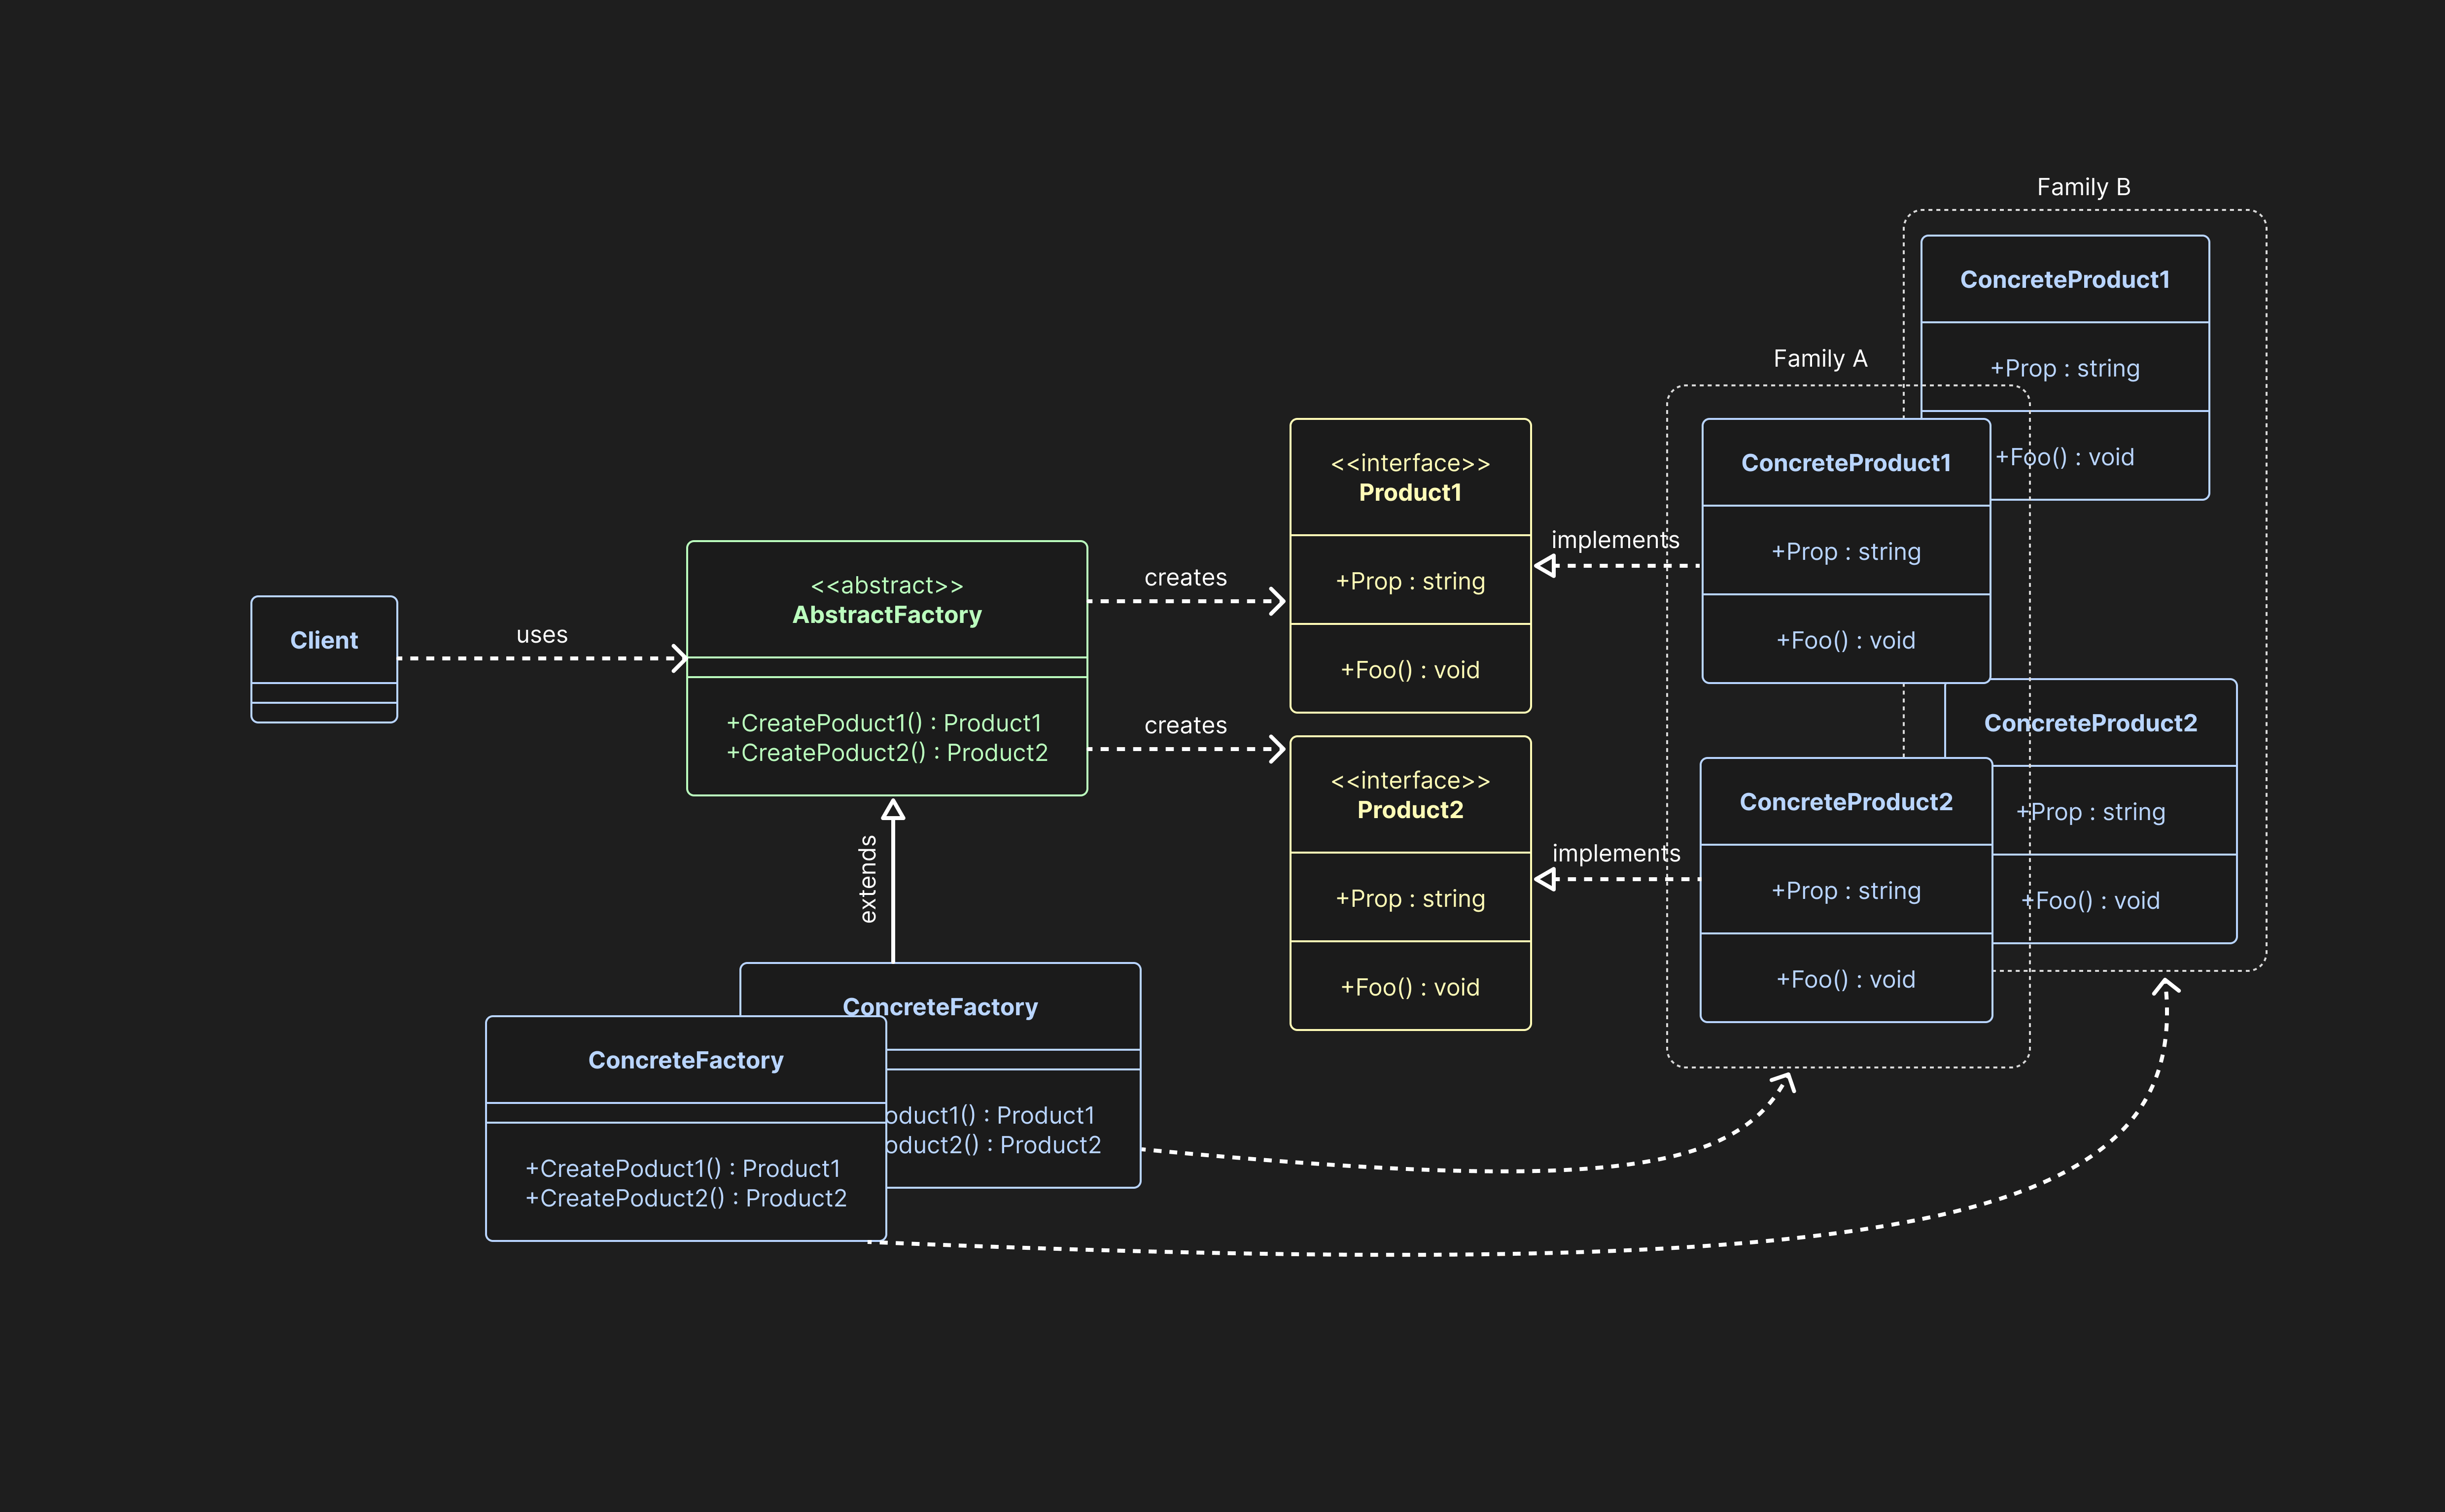 Family B
ConcreteProduct1
+Prop : string
+Foo() : void
Family A
ConcreteProduct1
+Prop : string
+Foo() : void
<<interface>>
Product1
+Prop : string
+Foo() : void
implements
creates
<<abstract>>
AbstractFactory
+CreatePoduct1() : Product1
+CreatePoduct2() : Product2
uses
Client
creates
ConcreteProduct2
+Prop : string
+Foo() : void
<<interface>>
Product2
+Prop : string
+Foo() : void
implements
ConcreteProduct2
+Prop : string
+Foo() : void
extends
ConcreteFactory
oduct1() : Product1
oduct2() : Product2
ConcreteFactory
+CreatePoduct1() : Product1
+CreatePoduct2() : Product2